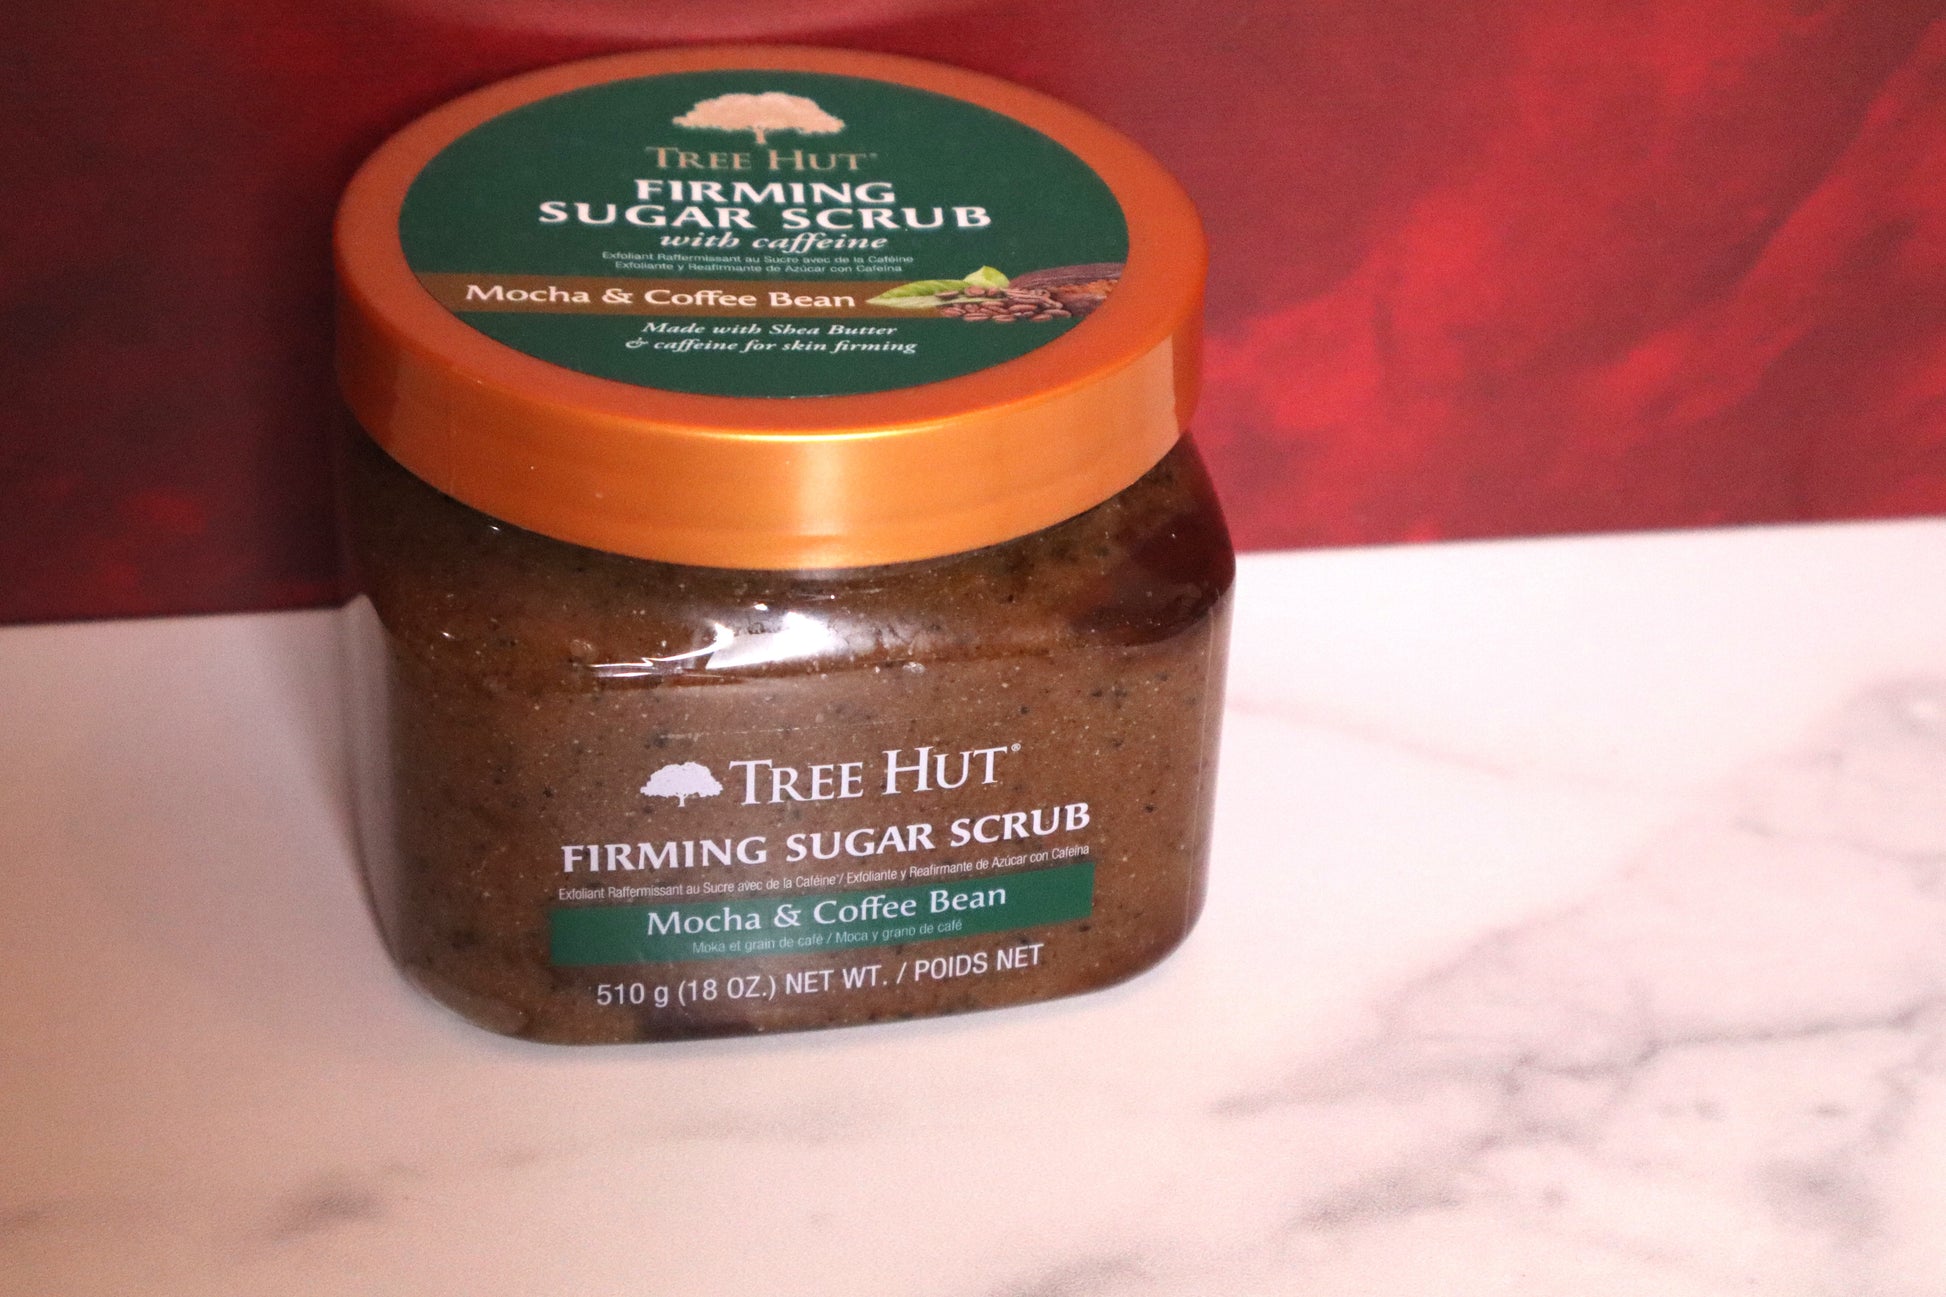 TREE HUT®
FIRMING
SUGAR SCRUB
with caffeine
Exfoliant Raffermissant au Sucre avec de la Caféine
Exfoliante y Reafirmante de Azúcar con Cafeína
Mocha & Coffee Bean
Made with Shea Butter
& caffeine for skin firming
TREE HUT®
FIRMING SUGAR SCRUB
Exfoliant Raffermissant au Sucre avec de la Caféine / Exfoliante y Reafirmante de Azúcar con Cafeína
Mocha & Coffee Bean
Moka et grain de café / Moca y grano de café
510 g (18 OZ.) NET WT. / POIDS NET